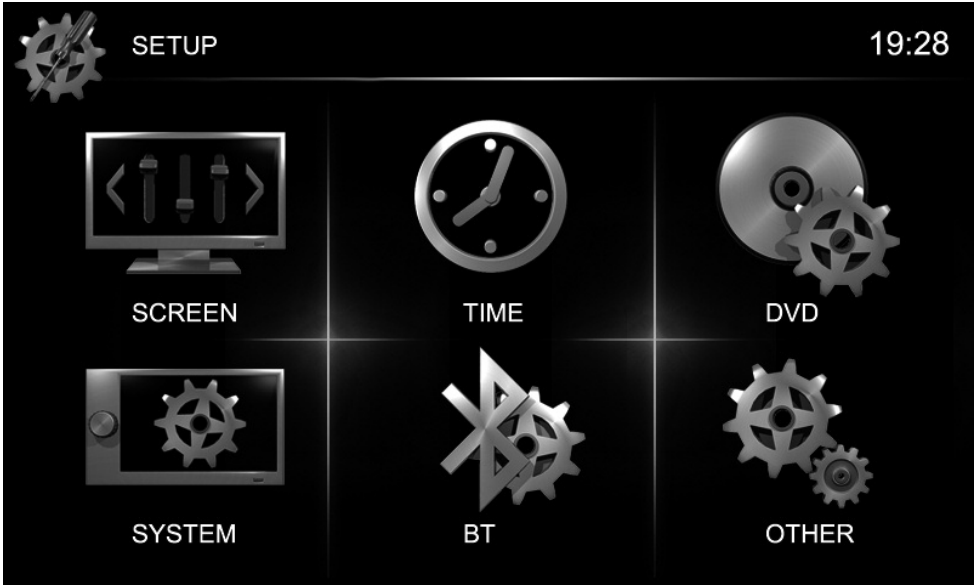 SETUP
19:28
SCREEN
TIME
DVD
SYSTEM
BT
OTHER